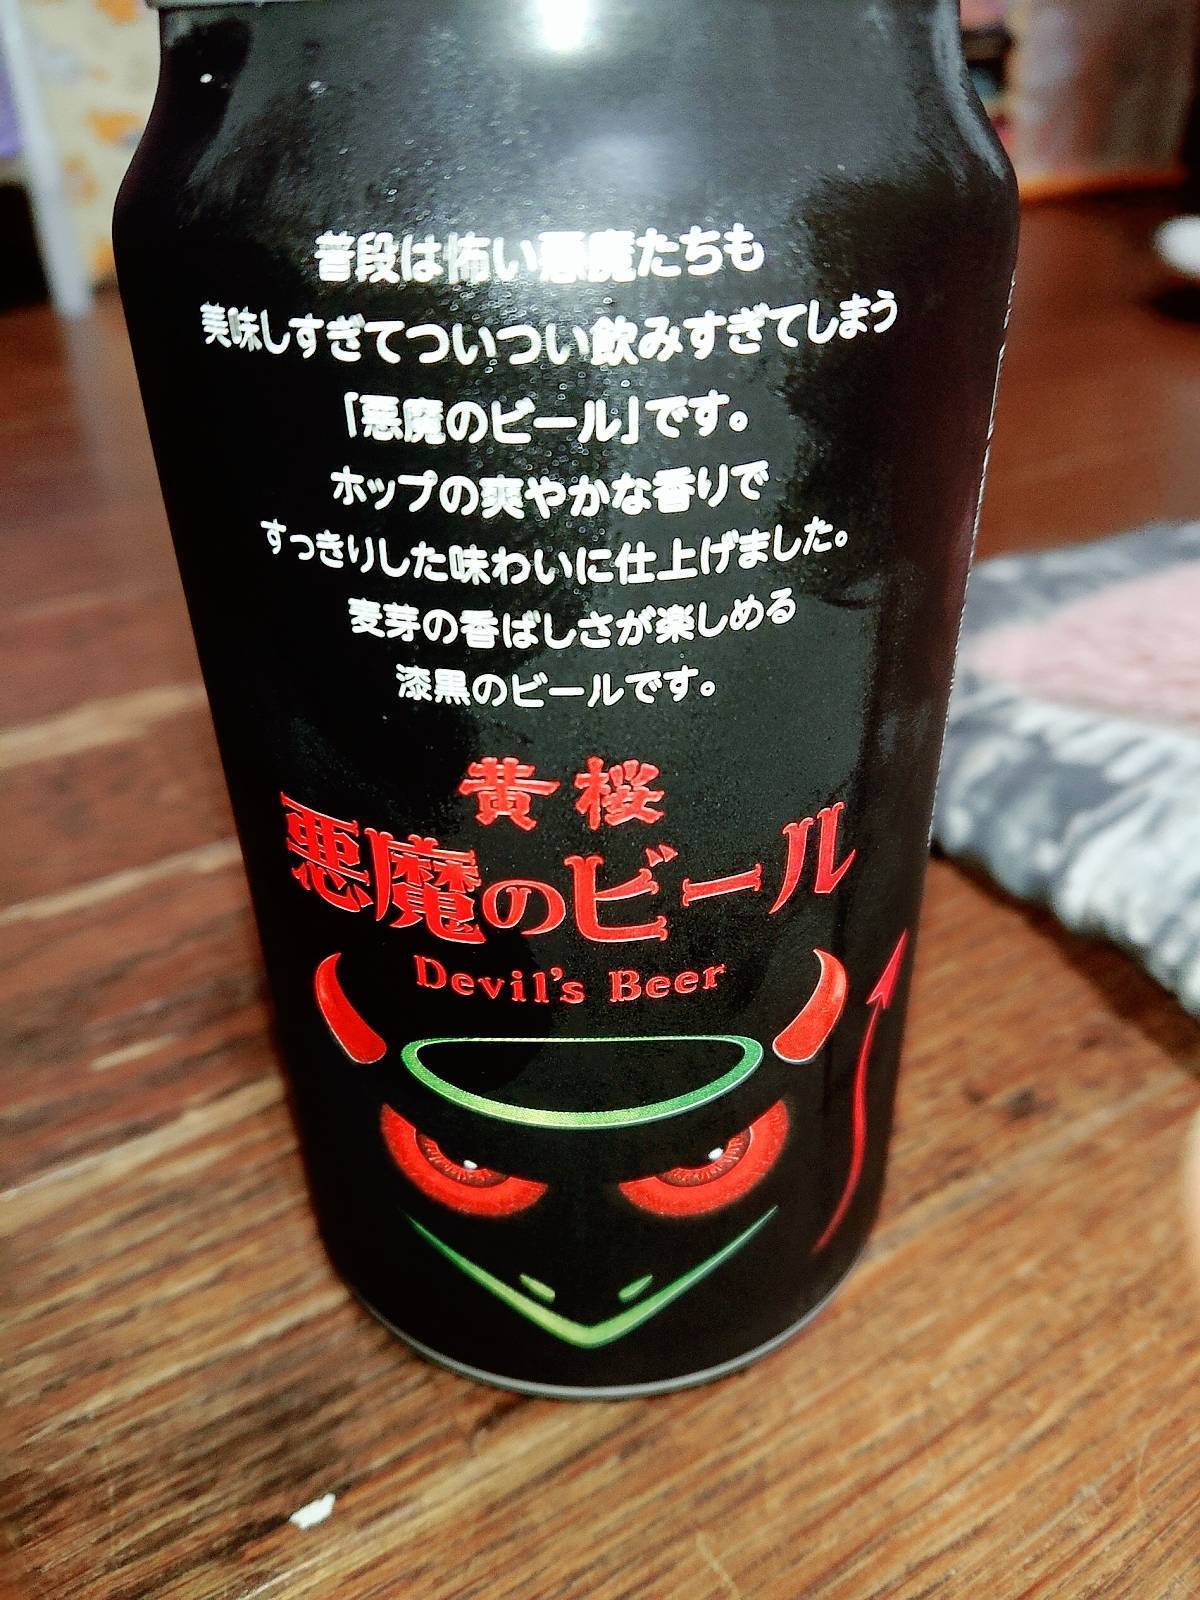 普段は怖い悪魔たちも
美味しすぎてついつい飲みすぎてしまう
「悪魔のビール」です。
ホップの爽やかな香りで
すっきりした味わいに仕上げました。
麦芽の香ばしさが楽しめる
漆黒のビールです。
黄桜
悪魔のビール
Devil's Beer